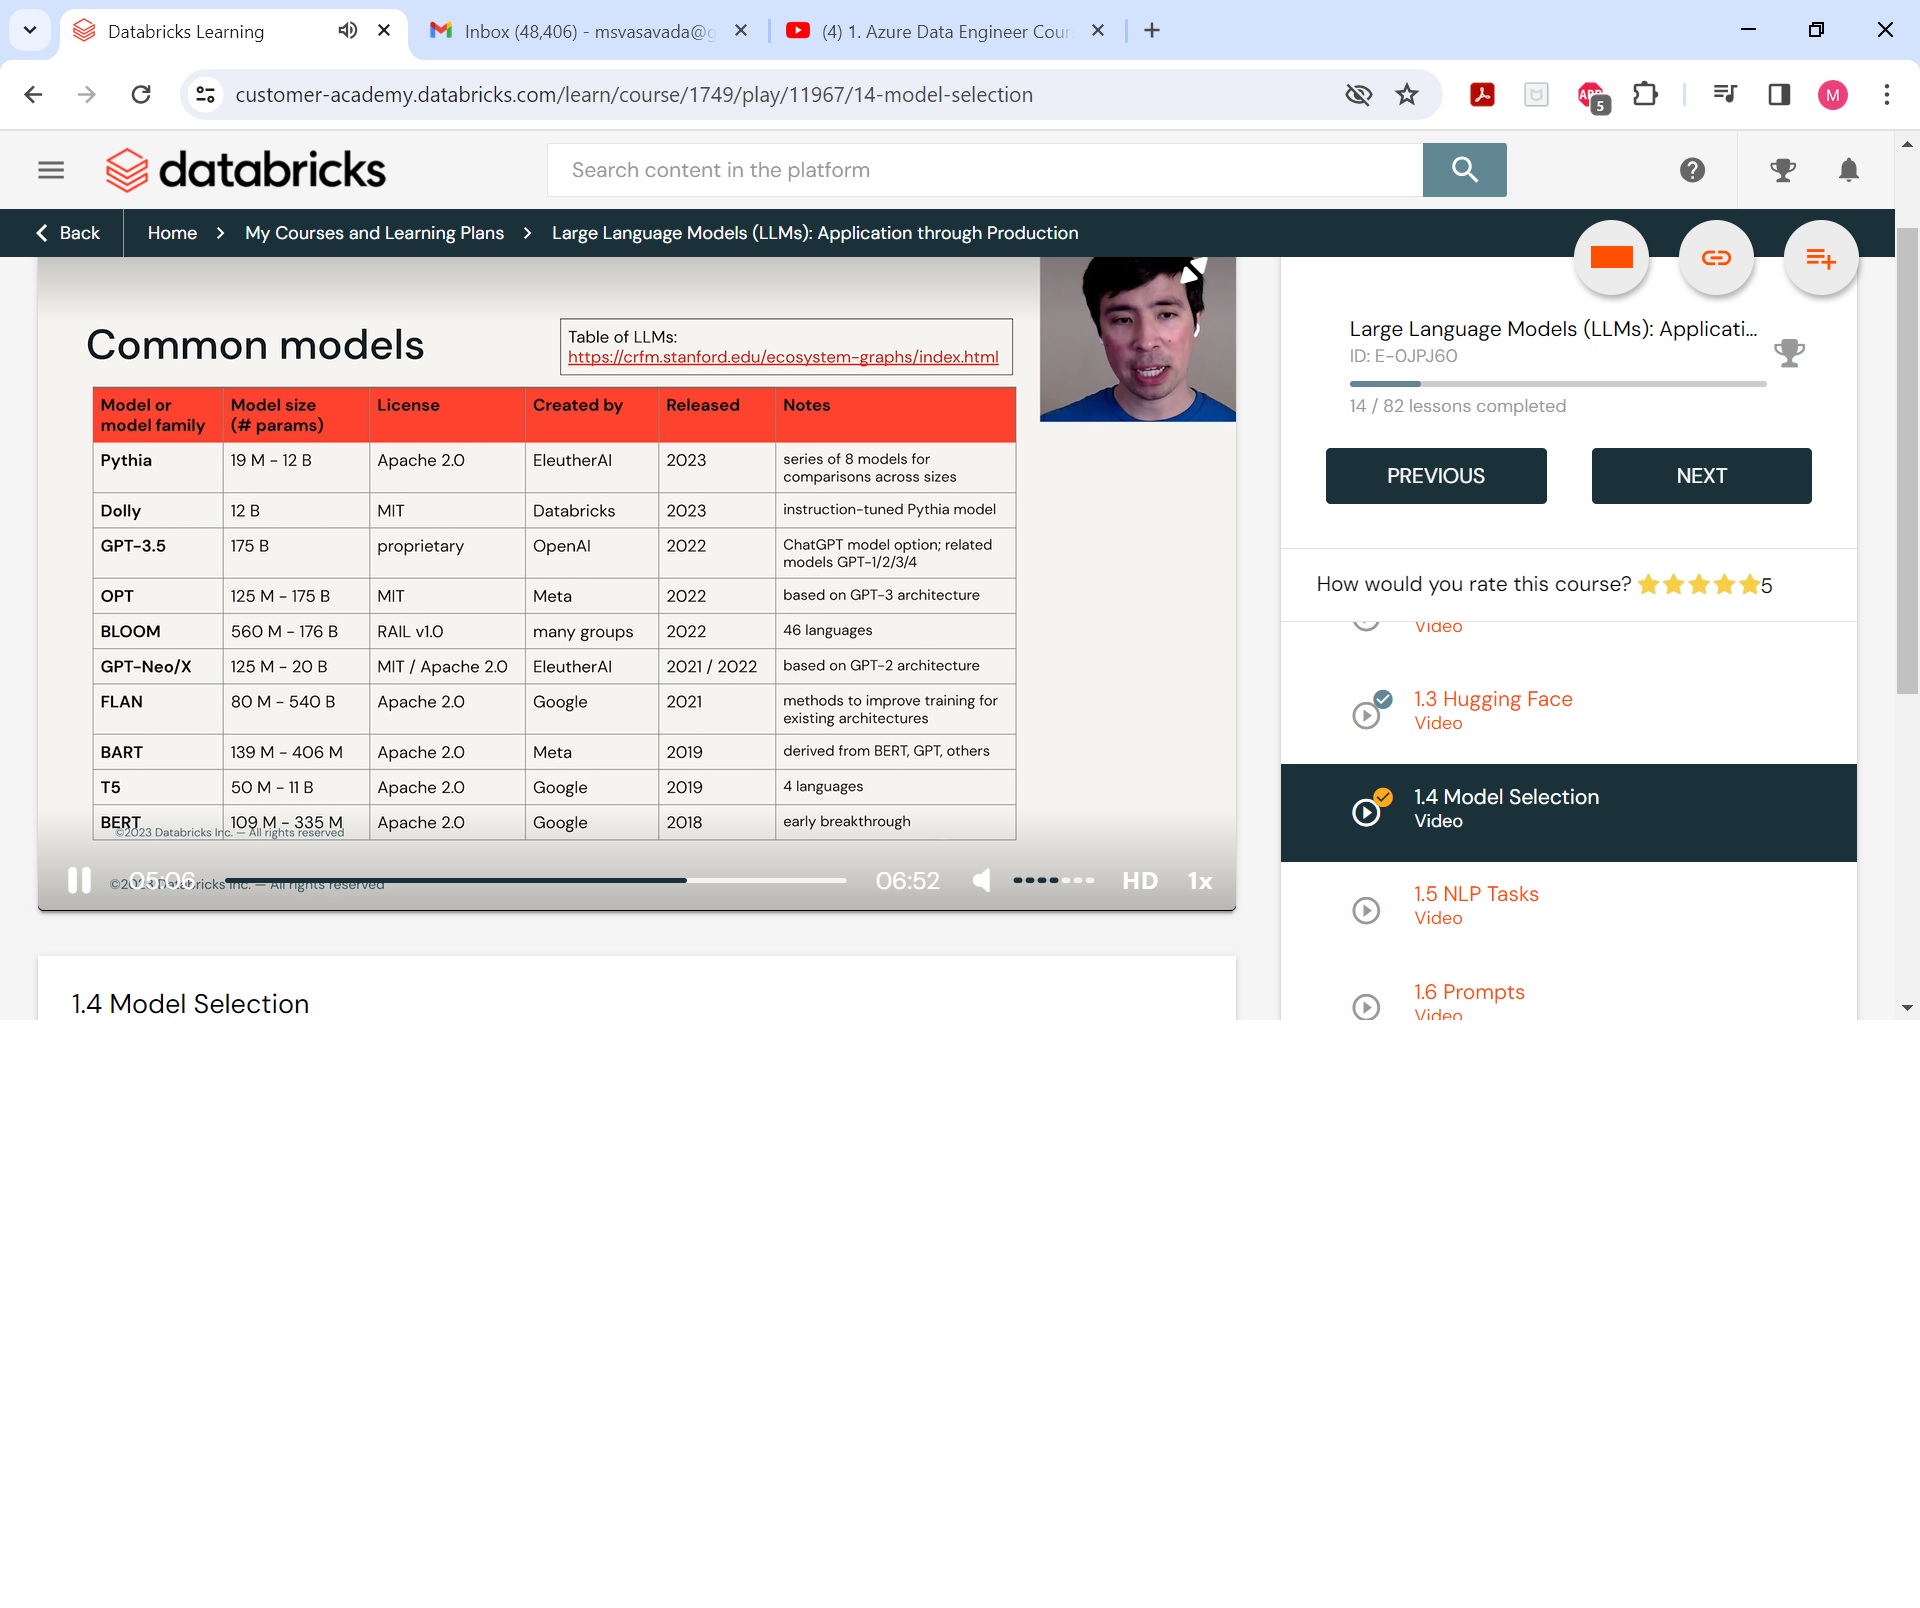 Databricks Learning
Inbox (48,406) - msvasavada@g
(4) 1. Azure Data Engineer Cour
customer-academy.databricks.com/learn/course/1749/play/11967/14-model-selection
ABP
5
M
databricks
Search content in the platform
Back
Home
My Courses and Learning Plans
Large Language Models (LLMs): Application through Production
Common models
Table of LLMs:
https://crfm.stanford.edu/ecosystem-graphs/index.html
Model or model family Model size (# params) License Created by Released Notes
Pythia 19 M - 12 B Apache 2.0 EleutherAI 2023 series of 8 models for comparisons across sizes
Dolly 12 B MIT Databricks 2023 instruction-tuned Pythia model
GPT-3.5 175 B proprietary OpenAI 2022 ChatGPT model option; related models GPT-1/2/3/4
OPT 125 M - 175 B MIT Meta 2022 based on GPT-3 architecture
BLOOM 560 M - 176 B RAIL v1.0 many groups 2022 46 languages
GPT-Neo/X 125 M - 20 B MIT / Apache 2.0 EleutherAI 2021 / 2022 based on GPT-2 architecture
FLAN 80 M - 540 B Apache 2.0 Google 2021 methods to improve training for existing architectures
BART 139 M - 406 M Apache 2.0 Meta 2019 derived from BERT, GPT, others
T5 50 M - 11 B Apache 2.0 Google 2019 4 languages
BERT 109 M - 335 M Apache 2.0 Google 2018 early breakthrough
©2023 Databricks Inc. — All rights reserved
©2023 Databricks Inc. — All rights reserved
05:06
06:52
HD
1x
1.4 Model Selection
Large Language Models (LLMs): Applicati...
ID: E-0JPJ60
14 / 82 lessons completed
PREVIOUS
NEXT
How would you rate this course? 5
Video
1.3 Hugging Face
Video
1.4 Model Selection
Video
1.5 NLP Tasks
Video
1.6 Prompts
Video